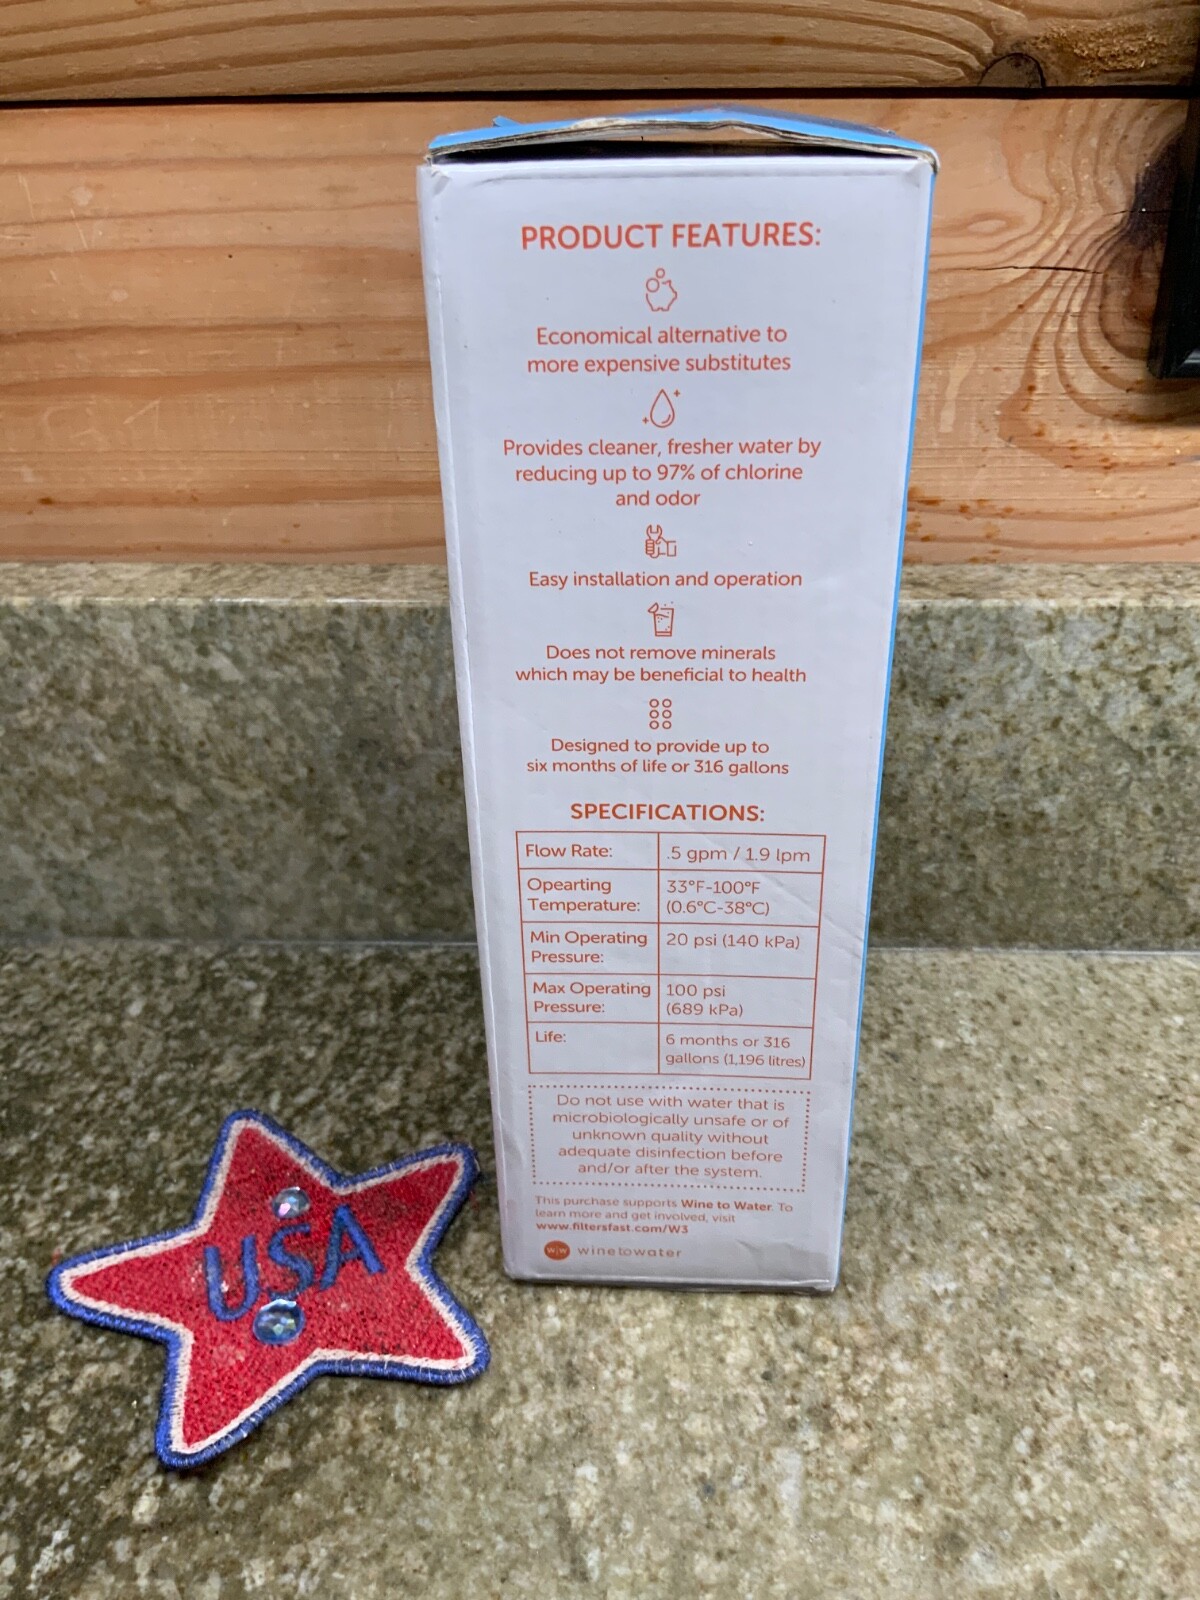 PRODUCT FEATURES:
Economical alternative to
more expensive substitutes
Provides cleaner, fresher water by
reducing up to 97% of chlorine
and odor
Easy installation and operation
Does not remove minerals
which may be beneficial to health
Designed to provide up to
six months of life or 316 gallons
SPECIFICATIONS:
Flow Rate: .5 gpm / 1.9 lpm
Opearting 33°F-100°F
Temperature: (0.6°C-38°C)
Min Operating 20 psi (140 kPa)
Pressure:
Max Operating 100 psi
Pressure: (689 kPa)
Life: 6 months or 316
gallons (1,196 litres)
Do not use with water that is
microbiologically unsafe or of
unknown quality without
adequate disinfection before
and/or after the system.
This purchase supports Wine to Water. To
learn more and get involved, visit
www.filtersfast.com/W3
W|W winetowater
USA